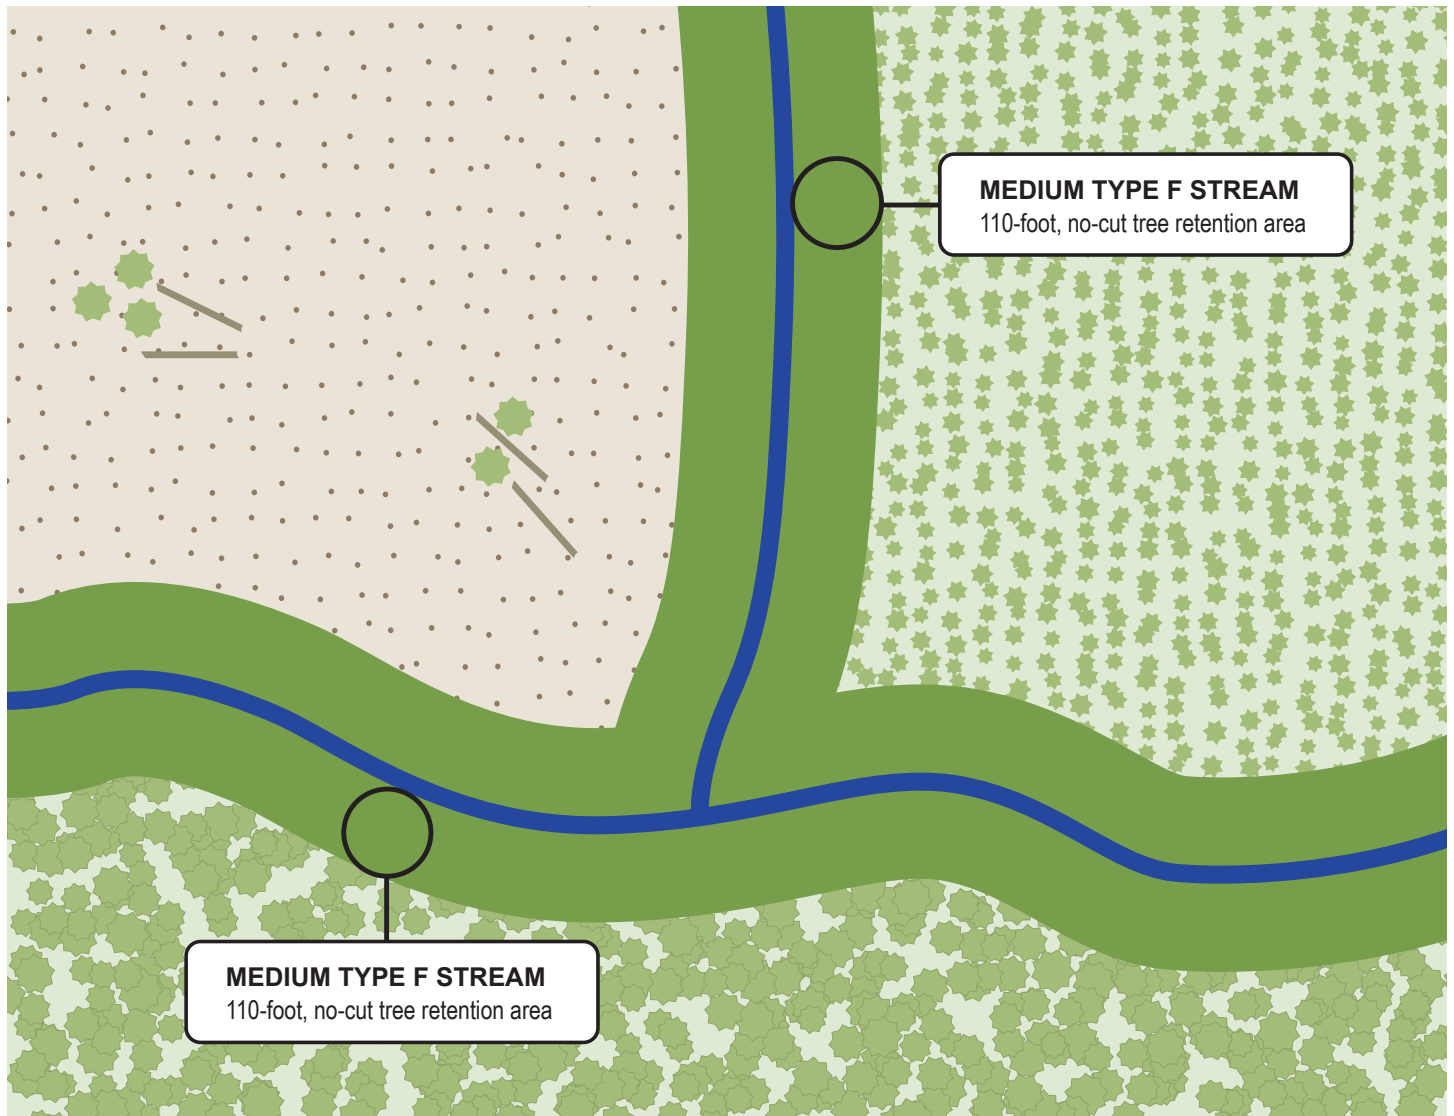 MEDIUM TYPE F STREAM
110-foot, no-cut tree retention area
MEDIUM TYPE F STREAM
110-foot, no-cut tree retention area